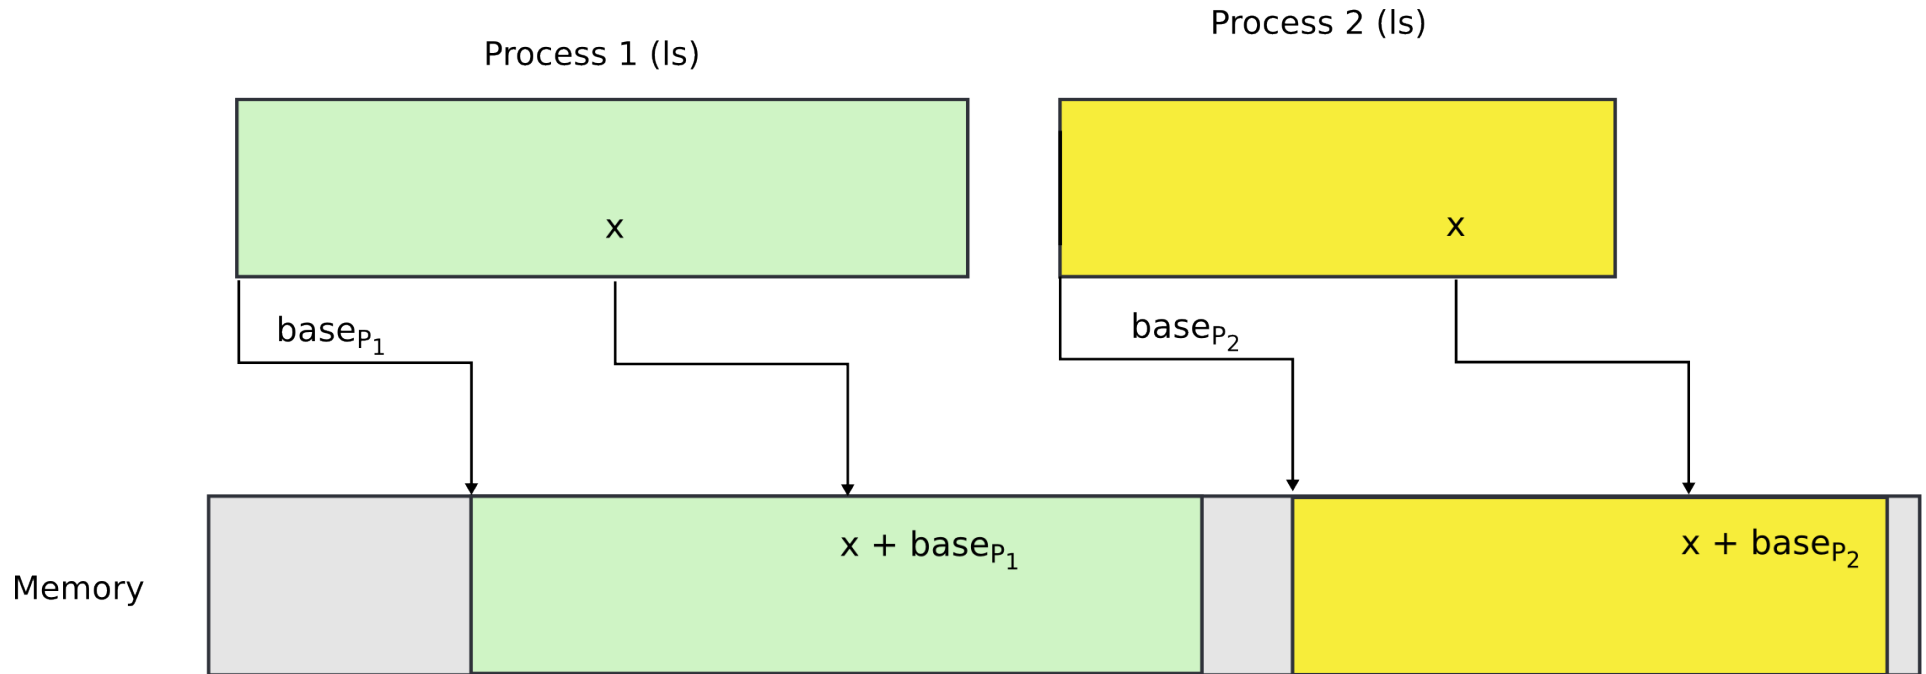 Process 1 (ls)
Process 2 (ls)
x
x
baseP1
baseP2
x + baseP1
x + baseP2
Memory